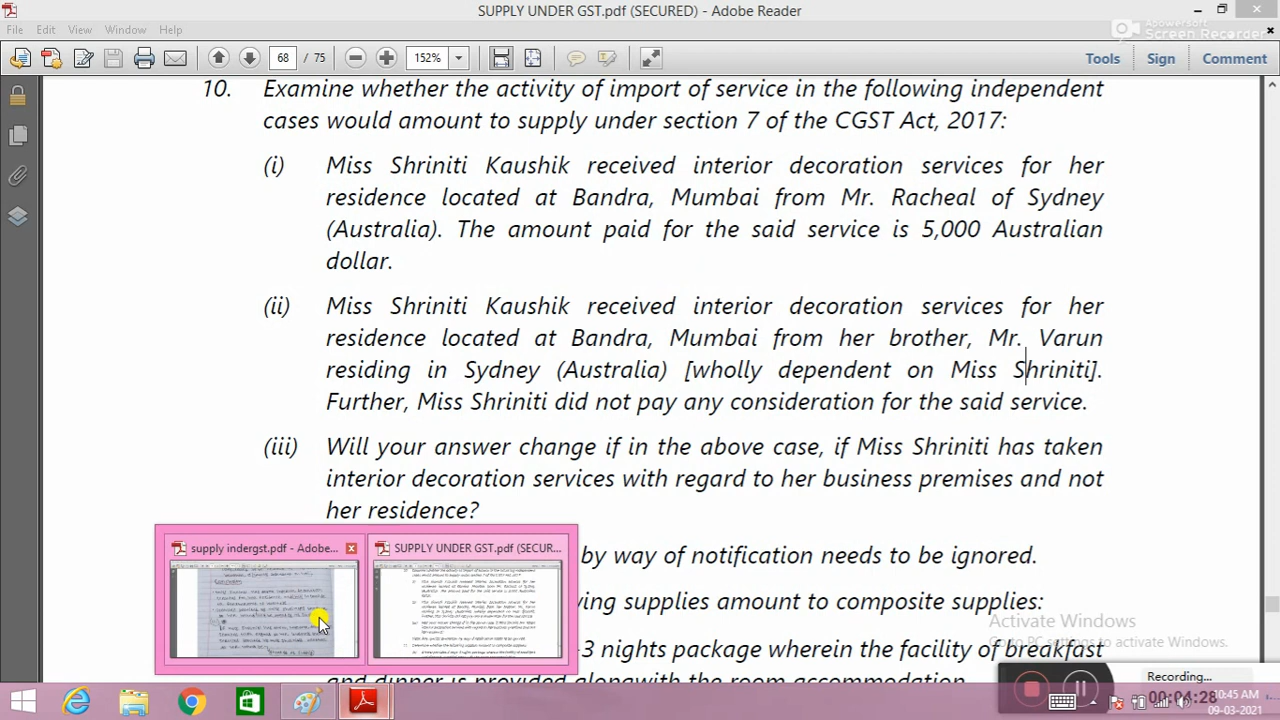 SUPPLY UNDER GST.pdf (SECURED) - Adobe Reader
File Edit View Window Help
Apowersoft
Screen Recorder
68 / 75 152% Tools Sign Comment
10. Examine whether the activity of import of service in the following independent
cases would amount to supply under section 7 of the CGST Act, 2017:
(i) Miss Shriniti Kaushik received interior decoration services for her
residence located at Bandra, Mumbai from Mr. Racheal of Sydney
(Australia). The amount paid for the said service is 5,000 Australian
dollar.
(ii) Miss Shriniti Kaushik received interior decoration services for her
residence located at Bandra, Mumbai from her brother, Mr. Varun
residing in Sydney (Australia) [wholly dependent on Miss Shriniti].
Further, Miss Shriniti did not pay any consideration for the said service.
(iii) Will your answer change if in the above case, if Miss Shriniti has taken
interior decoration services with regard to her business premises and not
her residence?
supply indergst.pdf - Adobe... SUPPLY UNDER GST.pdf (SECUR...
by way of notification needs to be ignored.
ving supplies amount to composite supplies:
-3 nights package wherein the facility of breakfast
and dinner is provided alongwith the room accommodation.
Activate Windows
PC settings to activate Windows.
Recording...
00:04:28
10:45 AM
09-03-2021